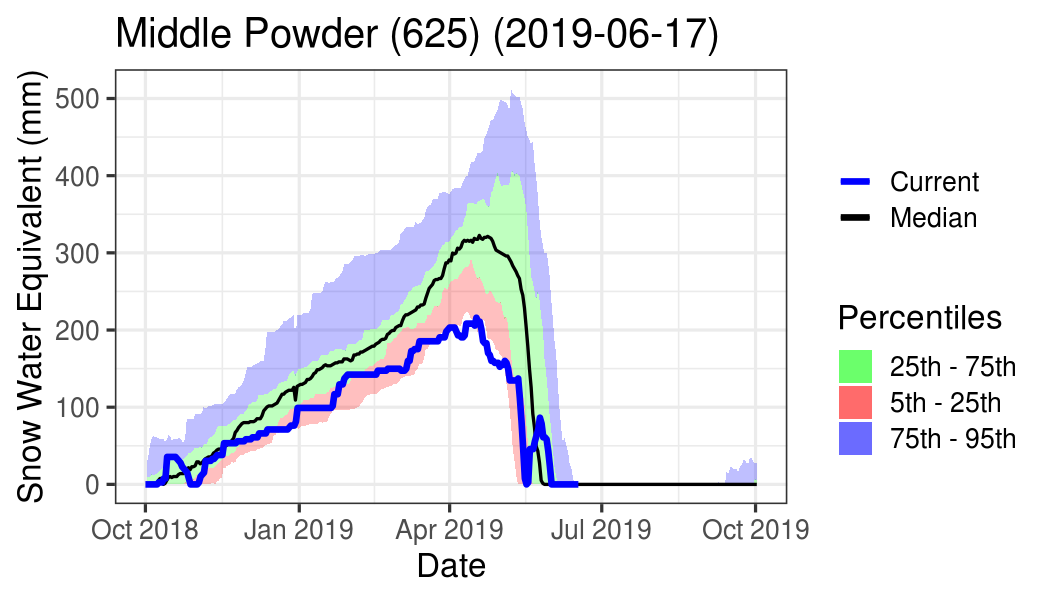 Middle Powder (625) (2019-06-17)
Snow Water Equivalent (mm)
500
400
300
200
100
0
Oct 2018 Jan 2019 Apr 2019 Jul 2019 Oct 2019
Date
Current
Median
Percentiles
25th - 75th
5th - 25th
75th - 95th